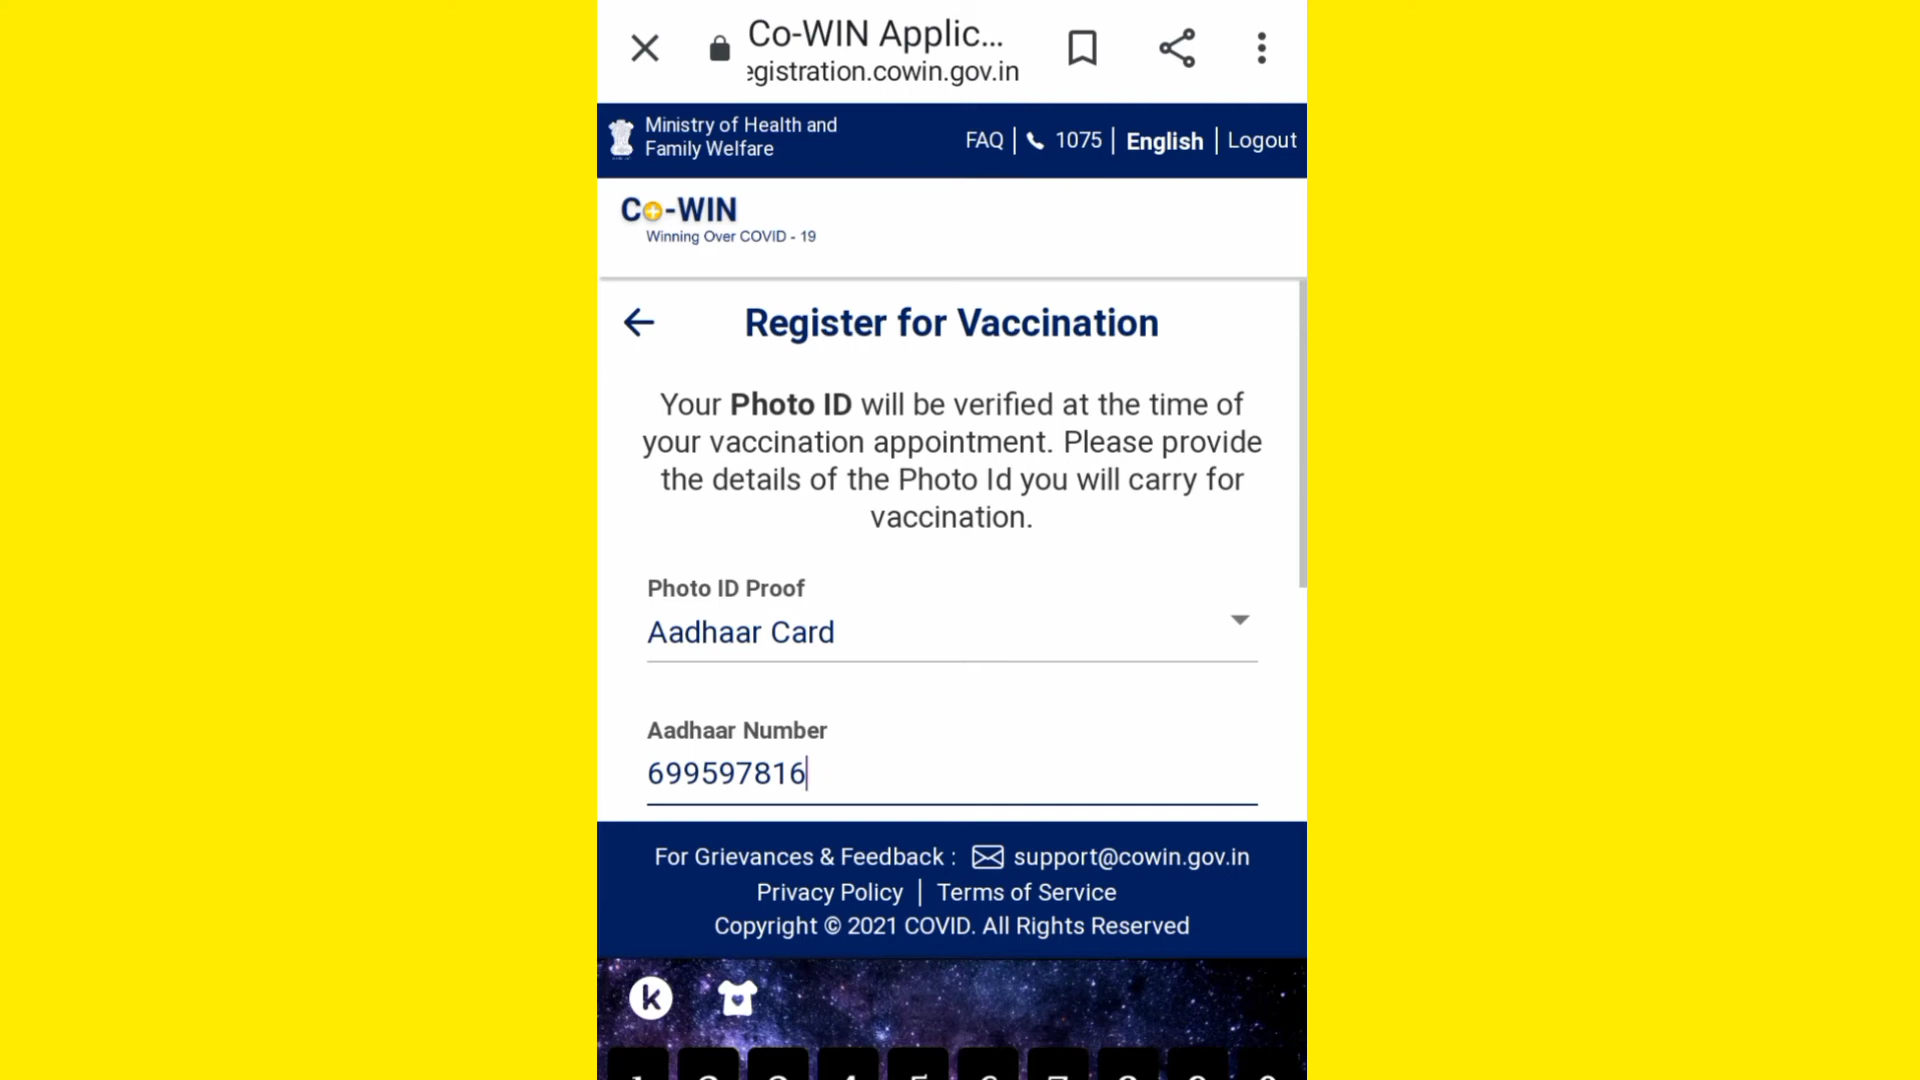 Co-WIN Applic...
egistration.cowin.gov.in
Ministry of Health and
Family Welfare
FAQ | 1075 | English | Logout
Co-WIN
Winning Over COVID - 19
Register for Vaccination
Your Photo ID will be verified at the time of
your vaccination appointment. Please provide
the details of the Photo Id you will carry for
vaccination.
Photo ID Proof
Aadhaar Card
Aadhaar Number
699597816
For Grievances & Feedback : support@cowin.gov.in
Privacy Policy | Terms of Service
Copyright © 2021 COVID. All Rights Reserved
k